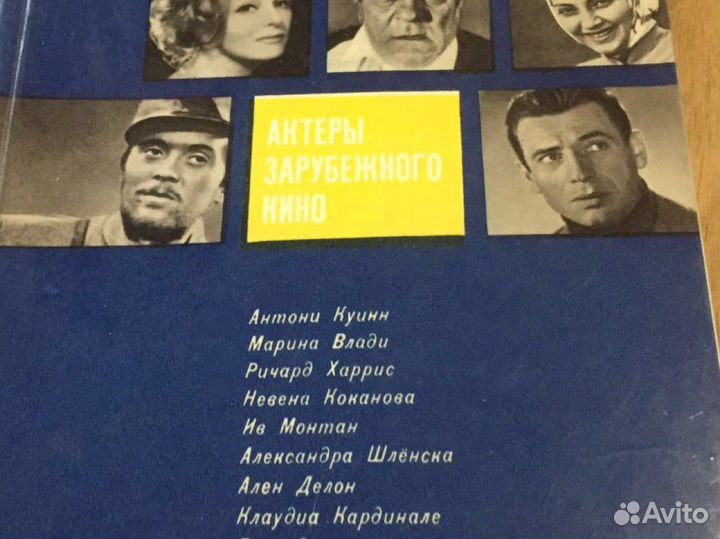 АКТЕРЫ
ЗАРУБЕЖНОГО
КИНО
Антони Куинн
Марина Влади
Ричард Харрис
Невена Коканова
Ив Монтан
Александра Шлёнска
Ален Делон
Клаудиа Кардинале
Avito